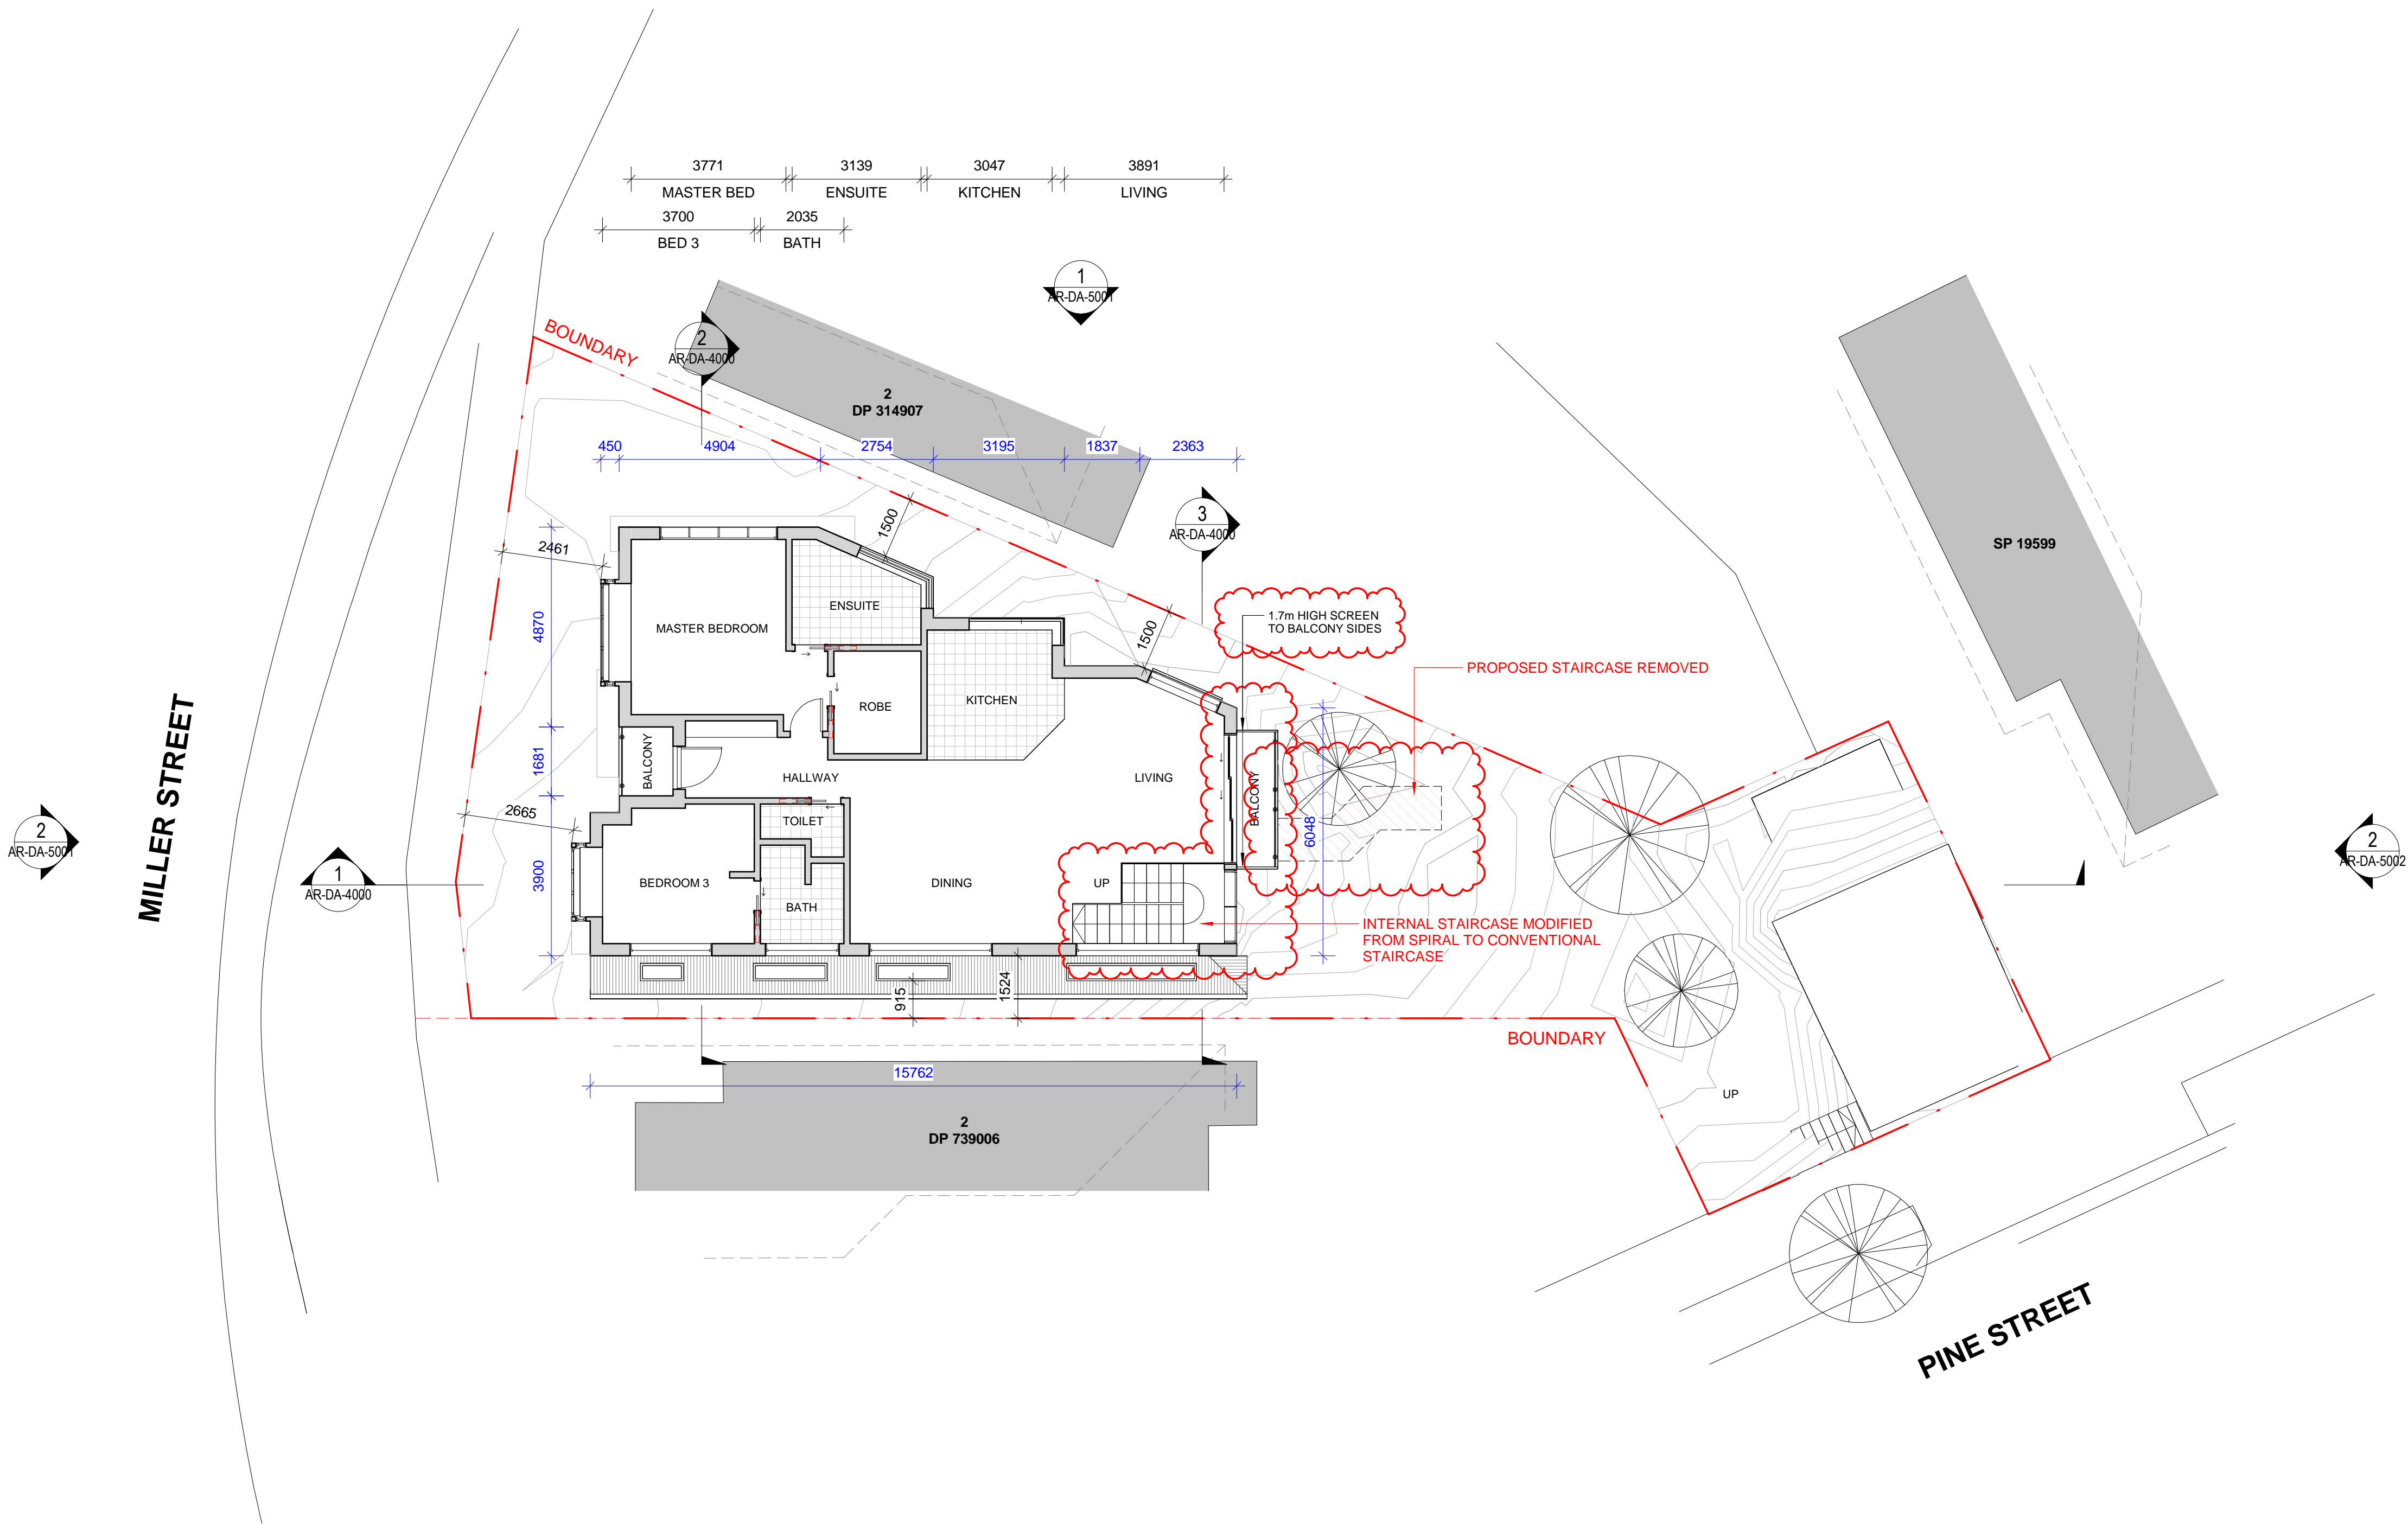 3771
3139
3047
3891
MASTER BED
ENSUITE
KITCHEN
LIVING
3700
2035
BED 3
BATH
1
AR-DA-5001
BOUNDARY
2
AR-DA-4000
2
DP 314907
450
4904
2754
3195
1837
2363
1500
3
AR-DA-4000
SP 19599
2461
4870
ENSUITE
MASTER BEDROOM
1500
1.7m HIGH SCREEN
TO BALCONY SIDES
PROPOSED STAIRCASE REMOVED
ROBE
KITCHEN
MILLER STREET
1681
BALCONY
HALLWAY
LIVING
BALCONY
6048
2665
TOILET
2
AR-DA-5001
2
AR-DA-5002
1
AR-DA-4000
3900
BEDROOM 3
BATH
DINING
UP
INTERNAL STAIRCASE MODIFIED
FROM SPIRAL TO CONVENTIONAL
STAIRCASE
915
1524
BOUNDARY
15762
UP
2
DP 739006
PINE STREET